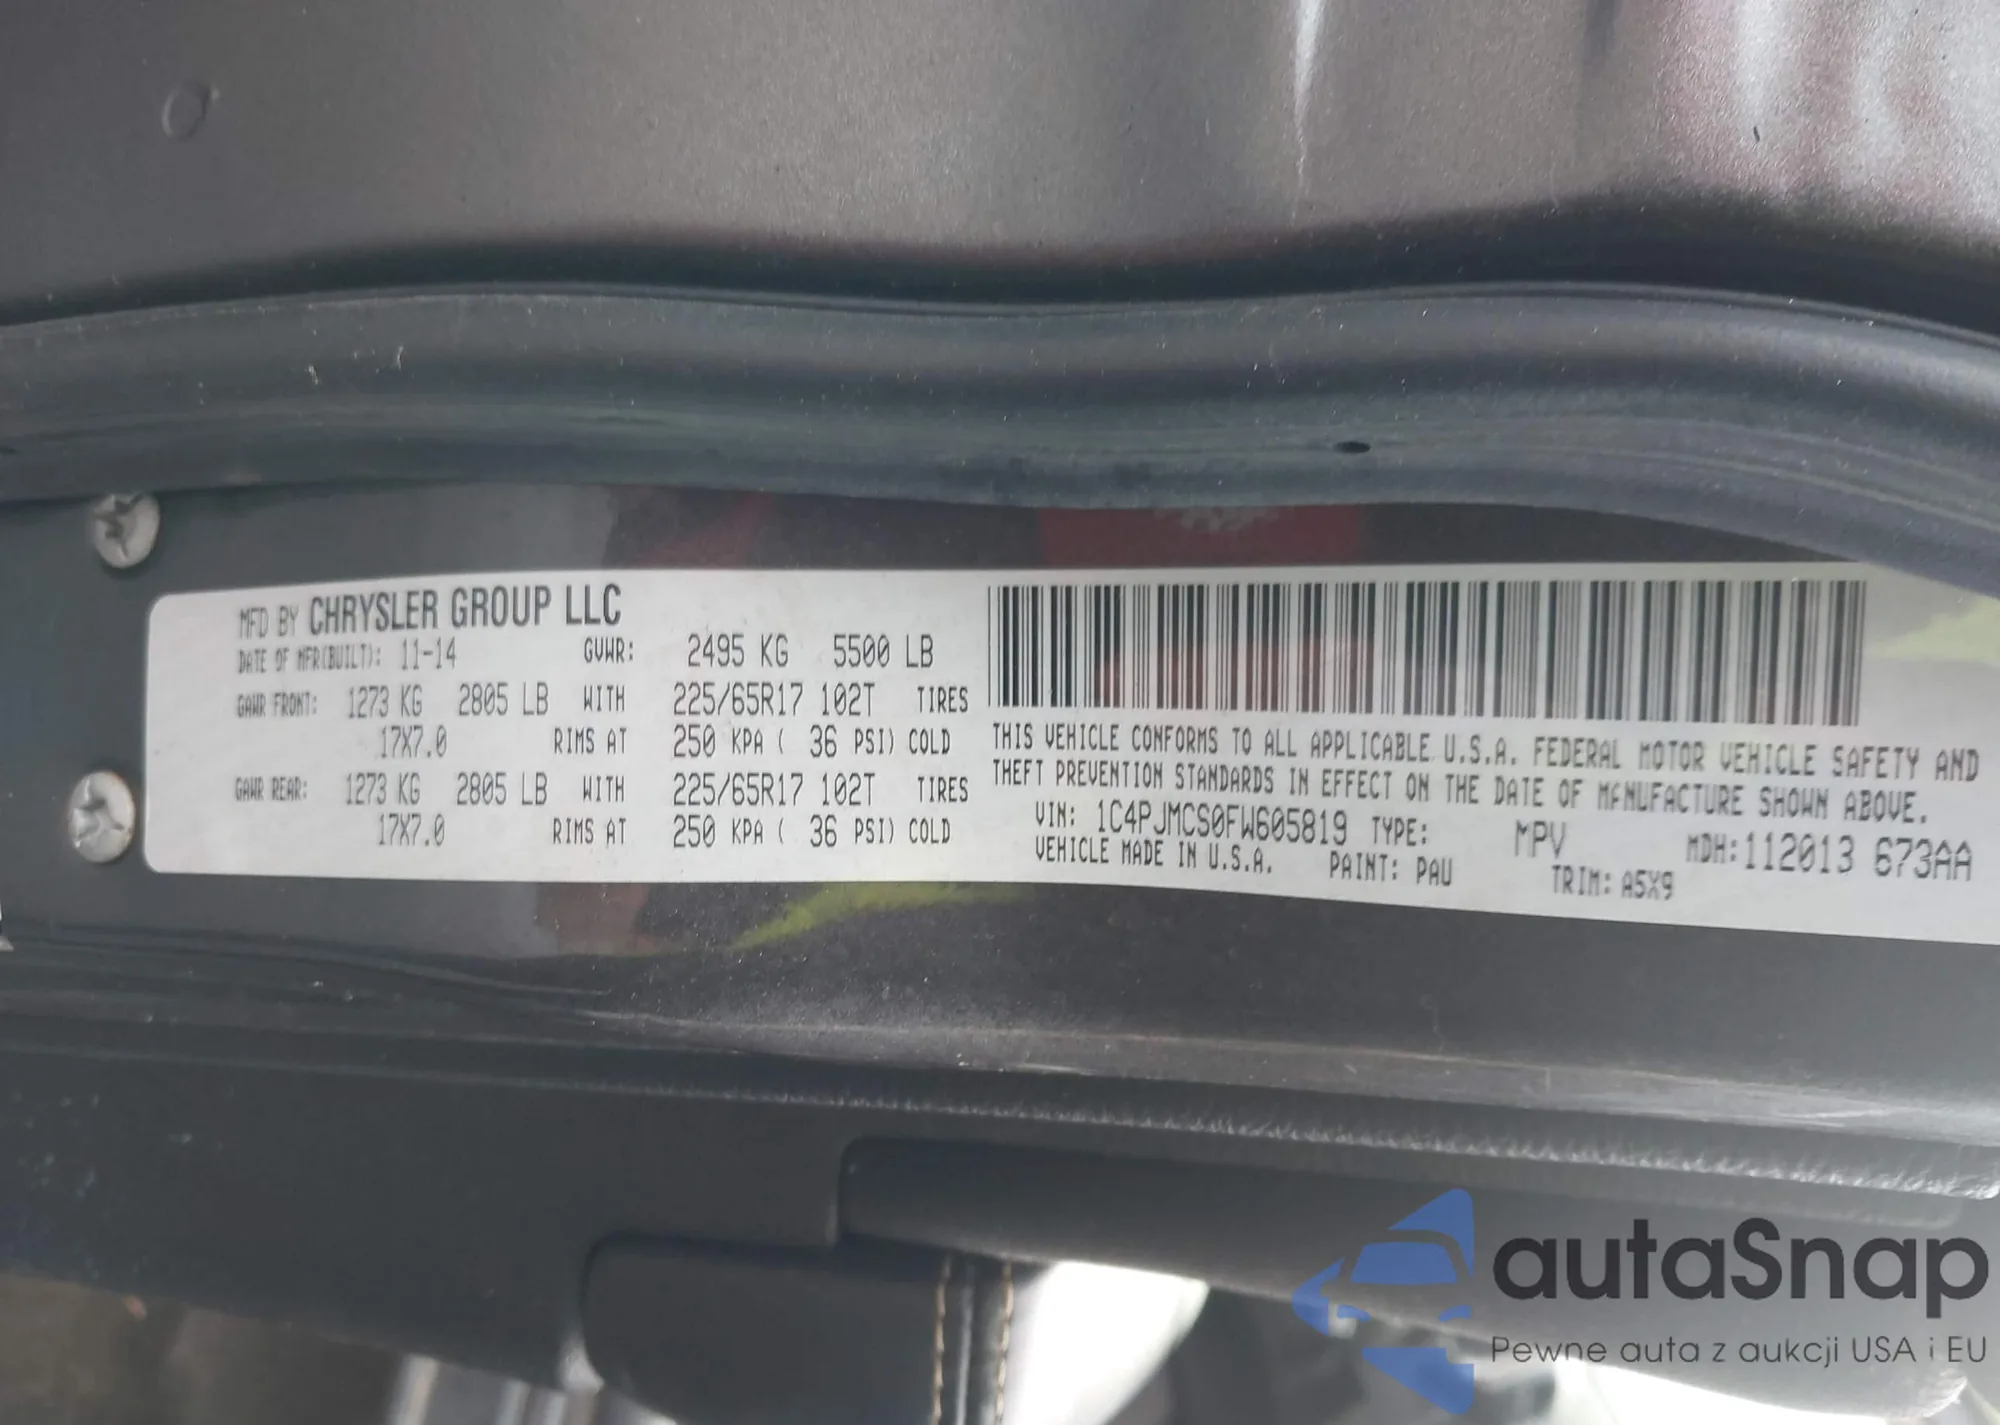 MFD BY CHRYSLER GROUP LLC
DATE OF MFR(BUILT): 11-14 GVWR: 2495 KG 5500 LB
GAWR FRONT: 1273 KG 2805 LB WITH 225/65R17 102T TIRES
17X7.0 RIMS AT 250 KPA ( 36 PSI) COLD
GAWR REAR: 1273 KG 2805 LB WITH 225/65R17 102T TIRES
17X7.0 RIMS AT 250 KPA ( 36 PSI) COLD
THIS VEHICLE CONFORMS TO ALL APPLICABLE U.S.A. FEDERAL MOTOR VEHICLE SAFETY AND
THEFT PREVENTION STANDARDS IN EFFECT ON THE DATE OF MANUFACTURE SHOWN ABOVE.
VIN: 1C4PJMCS0FW605819 TYPE: MPV MDH:112013 673AA
VEHICLE MADE IN U.S.A. PAINT: PAU TRIM: A5X9
autaSnap
Pewne auta z aukcji USA i EU